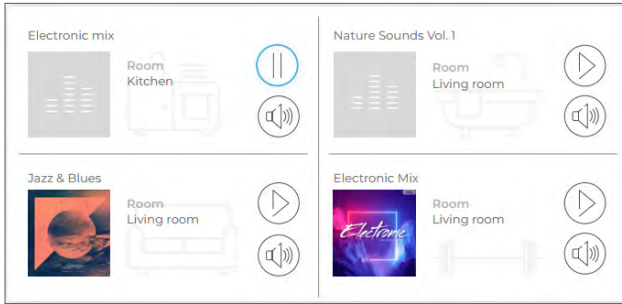 Electronic mix
Room
Kitchen
Nature Sounds Vol. 1
Room
Living room
Jazz & Blues
Room
Living room
Electronic Mix
Electronic
Room
Living room